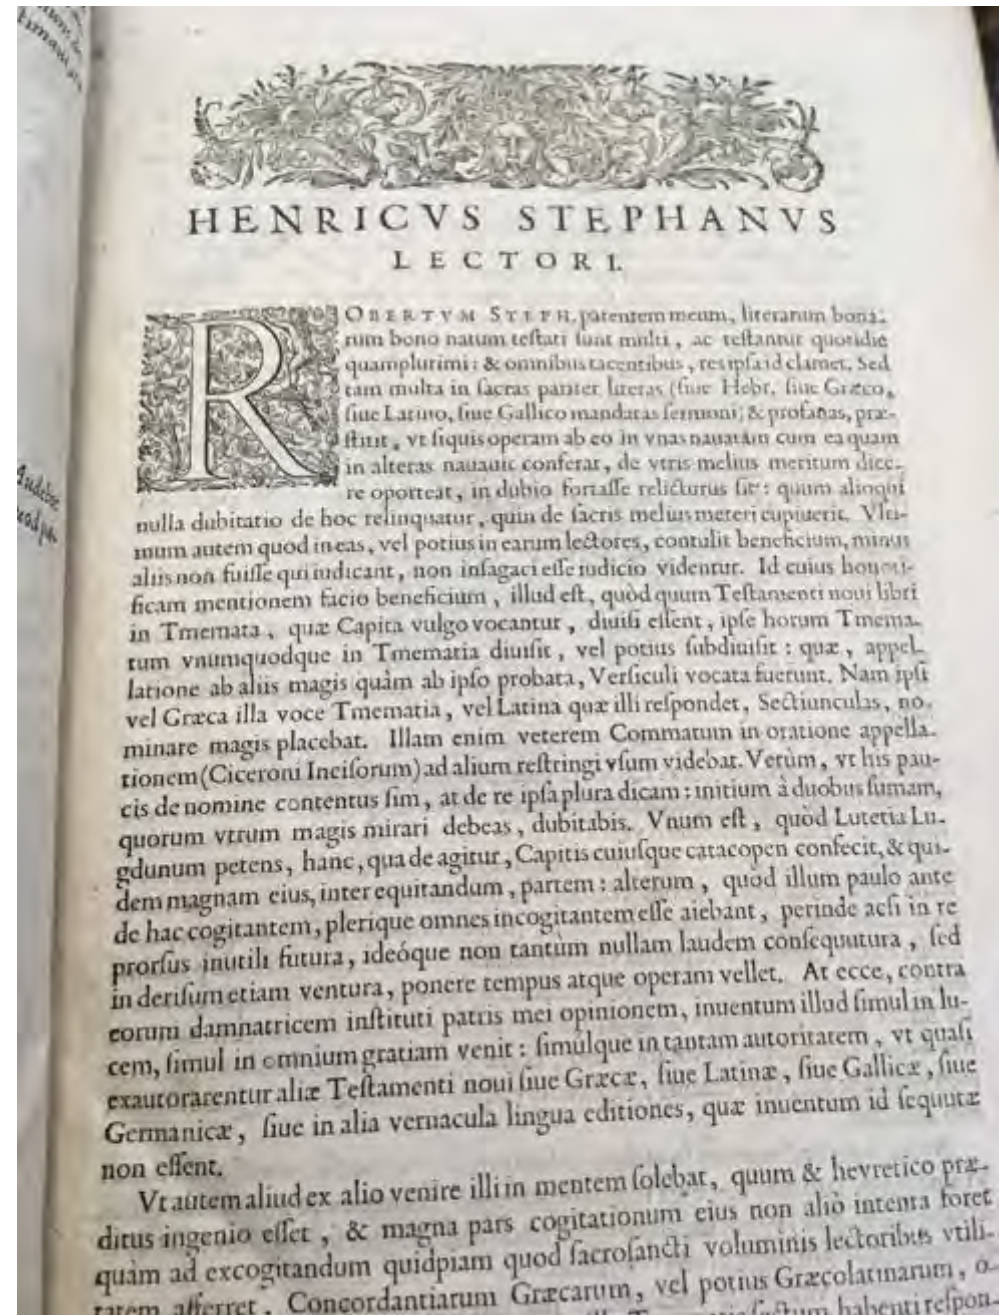 HENRICVS STEPHANVS
LECTORI.
ROBERTVM STEPH. parentem meum, literarum bona-
rum bono natum teſtati ſunt multi, ac teſtantur quotidie
quamplurimi: & omnibus tacentibus, res ipſa id clamet. Sed
tam multa in ſacras pariter literas (ſiue Hebr. ſiue Græco,
ſiue Latino, ſiue Gallico mandatas ſermoni) & profanas, præ-
ſtitit, vt ſiquis operam ab eo in vnas nauatam cum ea quam
in alteras nauauit conferat, de vtris melius meritum dice-
re oporteat, in dubio fortaſſe relicturus ſit: quum alioqui
nulla dubitatio de hoc relinquatur, quin de ſacris melius mereri cupiuerit. Vlti-
mum autem quod in eas, vel potius in earum lectores, contulit beneficium, minus
aliis non fuiſſe qui iudicant, non inſagaci eſſe iudicio videntur. Id cuius honori-
ficam mentionem facio beneficium, illud eſt, quòd quum Teſtamenti noui libri
in Tmemata, quæ Capita vulgo vocantur, diuiſi eſſent, ipſe horum Tmema-
tum vnumquodque in Tmematia diuiſit, vel potius ſubdiuiſit: quæ, appel-
latione ab aliis magis quàm ab ipſo probata, Verſiculi vocata fuerunt. Nam ipſi
vel Græca illa voce Tmematia, vel Latina quæ illi reſpondet, Sectiunculas, no-
minare magis placebat. Illam enim veterem Commatum in oratione appella-
tionem (Ciceroni Inciſorum) ad alium reſtringi vſum videbat. Verùm, vt his pau-
cis de nomine contentus ſim, at de re ipſa plura dicam: initium à duobus ſumam,
quorum vtrum magis mirari debeas, dubitabis. Vnum eſt, quòd Lutetia Lu-
gdunum petens, hanc, qua de agitur, Capitis cuiuſque catacopen confecit, & qui-
dem magnam eius, inter equitandum, partem: alterum, quòd illum paulo ante
de hac cogitantem, plerique omnes incogitantem eſſe aiebant, perinde acſi in re
prorſus inutili futura, ideóque non tantùm nullam laudem conſequutura, ſed
in deriſum etiam ventura, ponere tempus atque operam vellet. At ecce, contra
eorum damnatricem inſtituti patris mei opinionem, inuentum illud ſimul in lu-
cem, ſimul in omnium gratiam venit: ſimulque in tantam autoritatem, vt quaſi
exautorarentur aliæ Teſtamenti noui ſiue Græcæ, ſiue Latinæ, ſiue Gallicæ, ſiue
Germanicæ, ſiue in alia vernacula lingua editiones, quæ inuentum id ſequutæ
non eſſent.
Vt autem aliud ex alio venire illi in mentem ſolebat, quum & hevretico præ-
ditus ingenio eſſet, & magna pars cogitationum eius non aliò intenta foret
quàm ad excogitandum quidpiam quod ſacroſancti voluminis lectoribus vtili-
tatem afferret, Concordantiarum Græcarum, vel potius Græcolatinarum, o-
habenti reſpon-